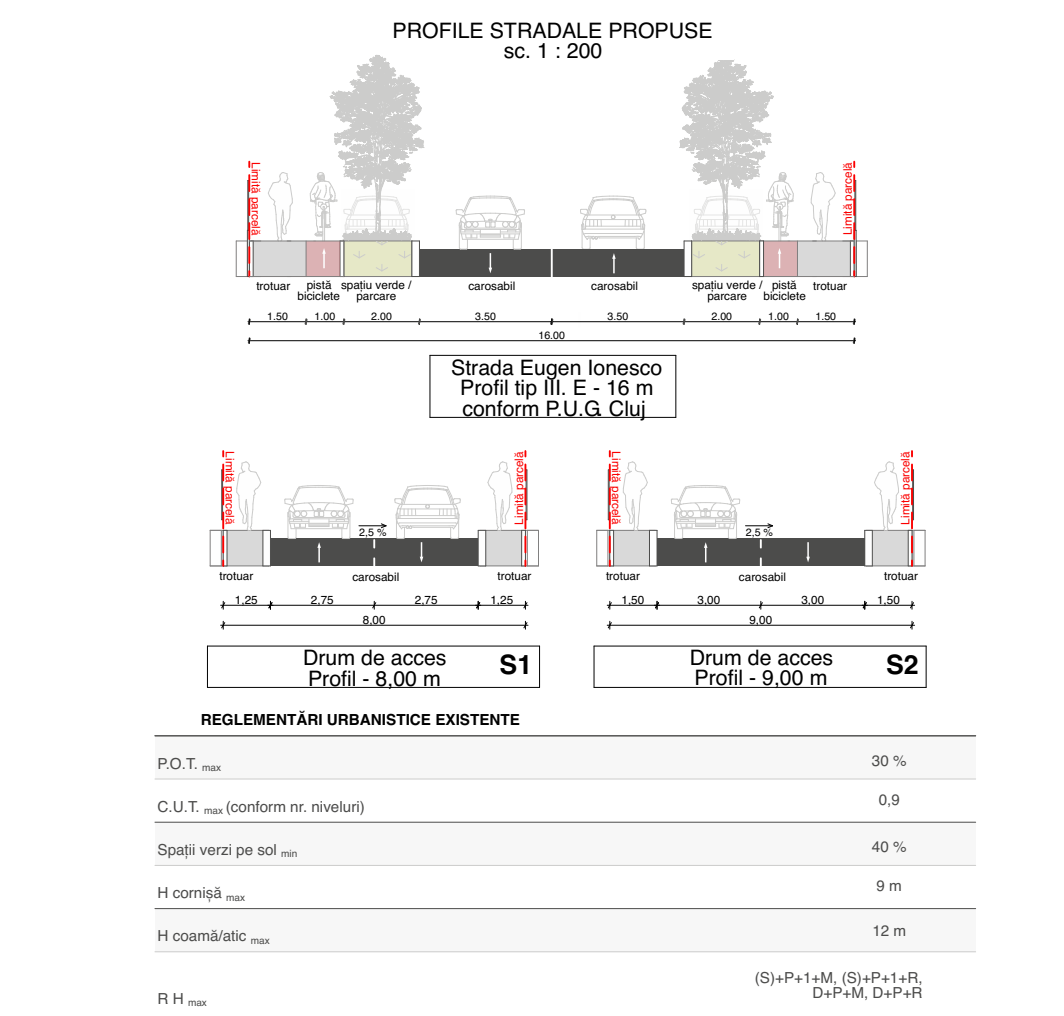 PROFILE STRADALE PROPUSE
sc. 1 : 200
Limită parcelă
Limită parcelă
trotuar
pistă
biciclete
spațiu verde /
parcare
carosabil
carosabil
spațiu verde /
parcare
pistă
biciclete
trotuar
1.50 1.00 2.00 3.50 3.50 2.00 1.00 1.50
16.00
Strada Eugen Ionesco
Profil tip III. E - 16 m
conform P.U.G. Cluj
Limită parcelă
Limită parcelă
2,5 %
trotuar carosabil trotuar
1,25 2,75 2,75 1,25
8,00
Drum de acces
Profil - 8,00 m
S1
Limită parcelă
Limită parcelă
2,5 %
trotuar carosabil trotuar
1,50 3,00 3,00 1,50
9,00
Drum de acces
Profil - 9,00 m
S2
REGLEMENTĂRI URBANISTICE EXISTENTE
P.O.T. max 30 %
C.U.T. max (conform nr. niveluri) 0,9
Spații verzi pe sol min 40 %
H cornișă max 9 m
H coamă/atic max 12 m
R H max (S)+P+1+M, (S)+P+1+R,
D+P+M, D+P+R